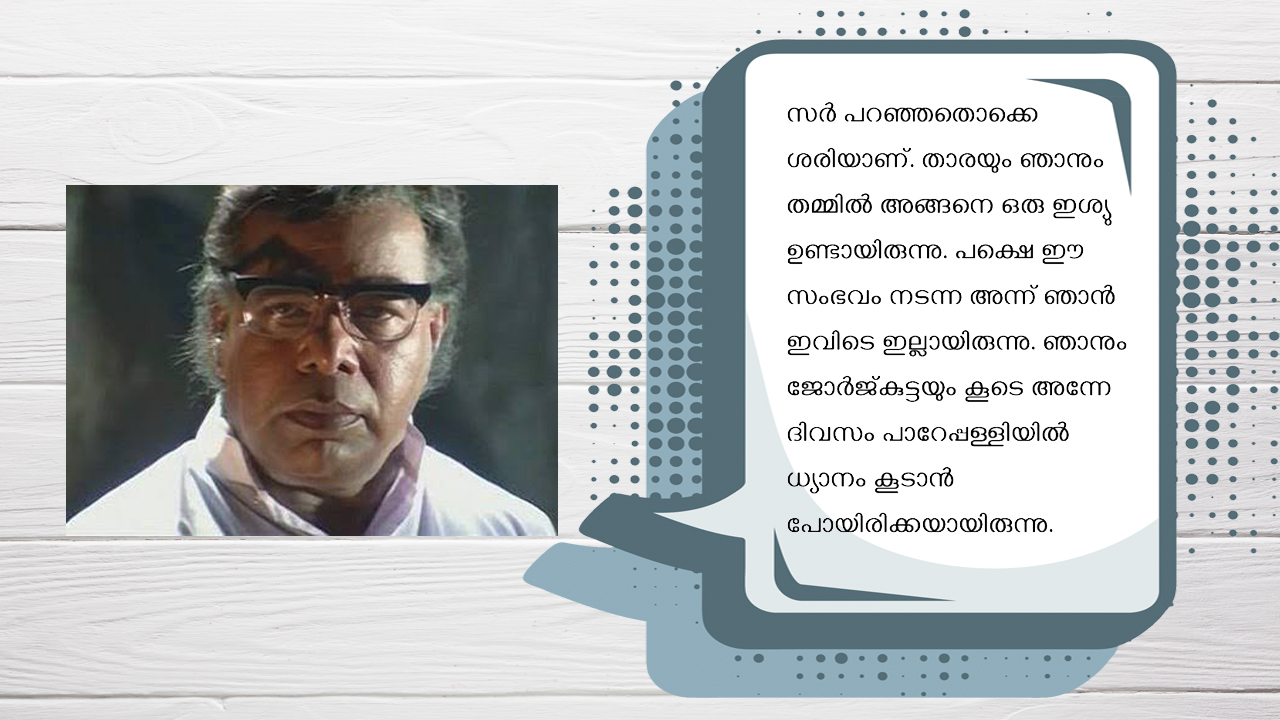 സർ പറഞ്ഞതൊക്കെ
ശരിയാണ്. താരയും ഞാനും
തമ്മിൽ അങ്ങനെ ഒരു ഇശ്യു
ഉണ്ടായിരുന്നു. പക്ഷെ ഈ
സംഭവം നടന്ന അന്ന് ഞാൻ
ഇവിടെ ഇല്ലായിരുന്നു. ഞാനും
ജോർജ്കുട്ടയും കൂടെ അന്നേ
ദിവസം പാറേപ്പള്ളിയിൽ
ധ്യാനം കൂടാൻ
പോയിരിക്കയായിരുന്നു.